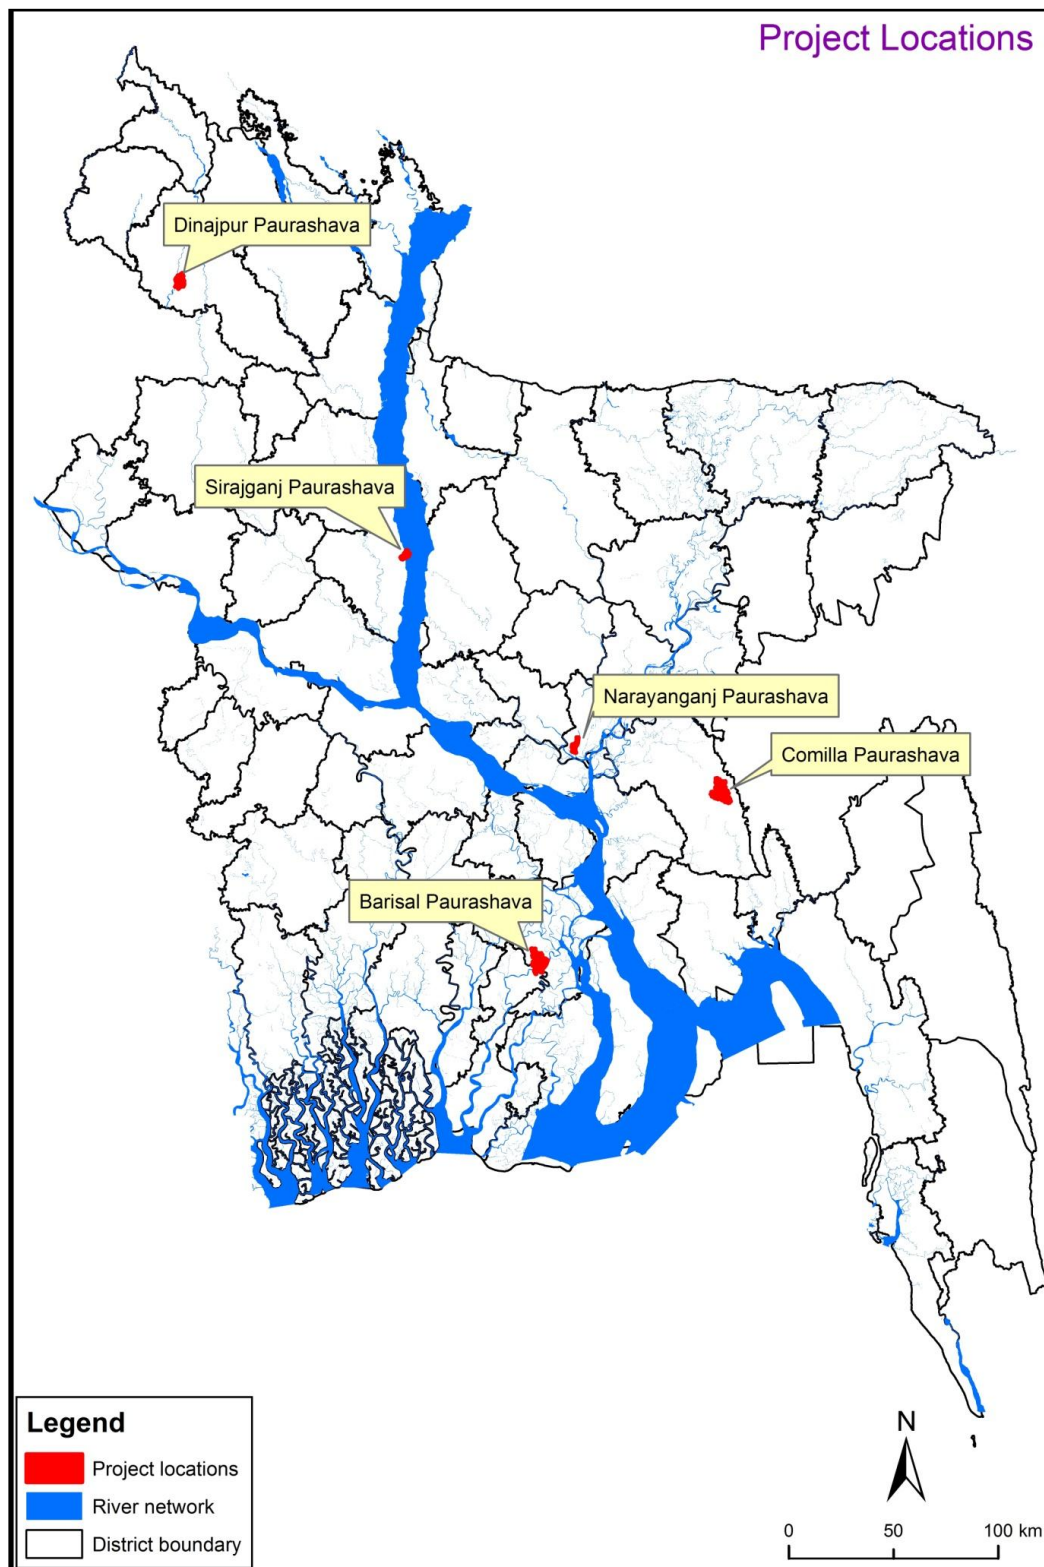 Project Locations
Dinajpur Paurashava
Sirajganj Paurashava
Narayanganj Paurashava
Comilla Paurashava
Barisal Paurashava
Legend
Project locations
River network
District boundary
N
0 50 100 km